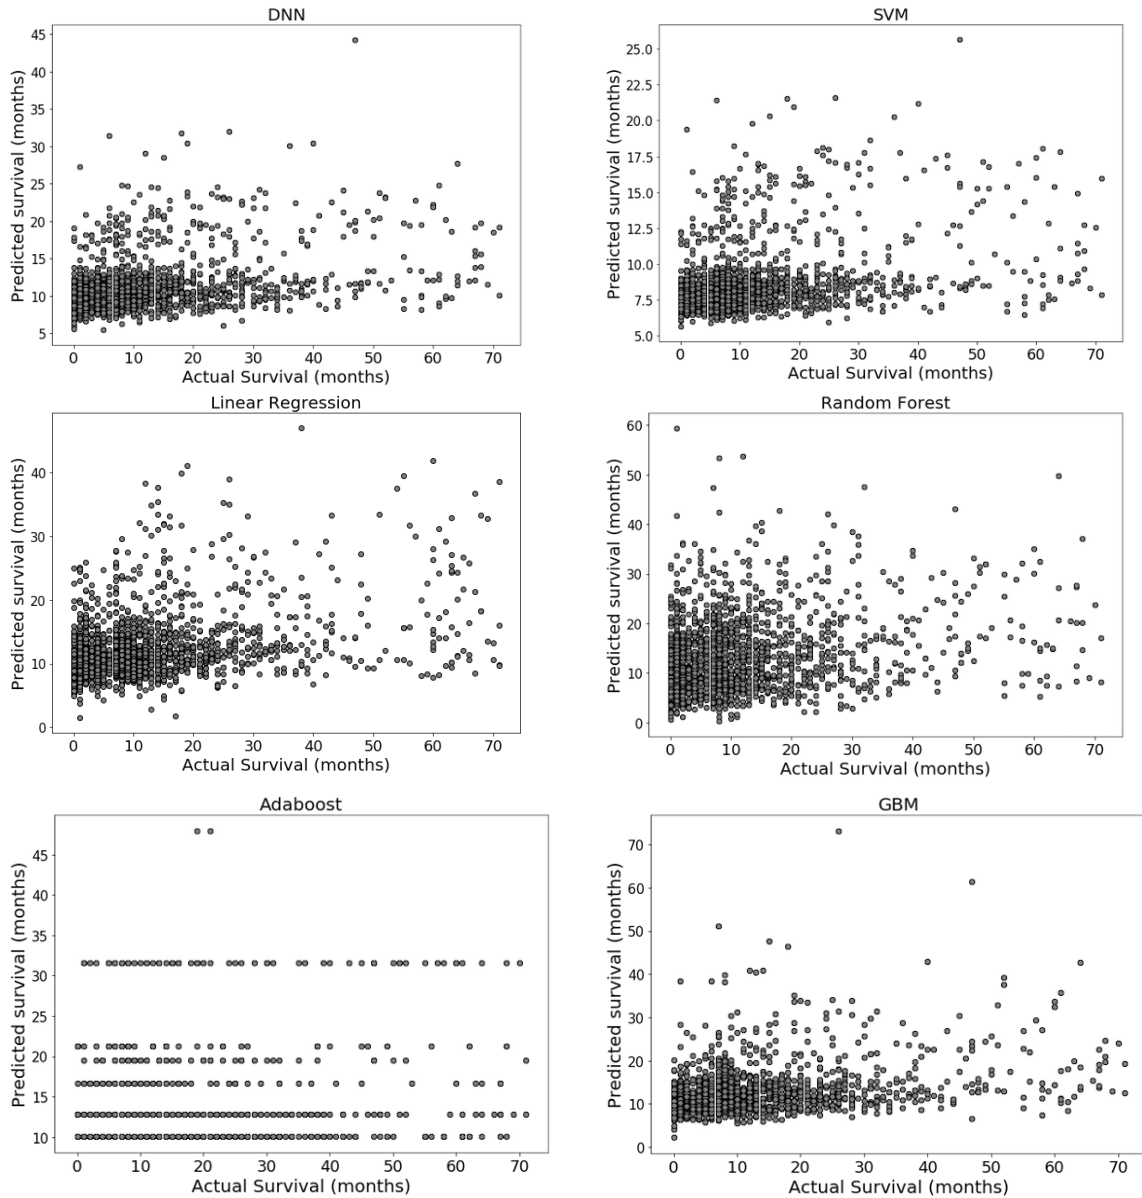 DNN
45
40
35
30
25
20
15
10
5
Predicted survival (months)
0 10 20 30 40 50 60 70
Actual Survival (months)
SVM
25.0
22.5
20.0
17.5
15.0
12.5
10.0
7.5
5.0
Predicted survival (months)
0 10 20 30 40 50 60 70
Actual Survival (months)
Linear Regression
40
30
20
10
0
Predicted survival (months)
0 10 20 30 40 50 60 70
Actual Survival (months)
Random Forest
60
50
40
30
20
10
0
Predicted survival (months)
0 10 20 30 40 50 60 70
Actual Survival (months)
Adaboost
45
40
35
30
25
20
15
10
Predicted survival (months)
0 10 20 30 40 50 60 70
Actual Survival (months)
GBM
70
60
50
40
30
20
10
0
Predicted survival (months)
0 10 20 30 40 50 60 70
Actual Survival (months)